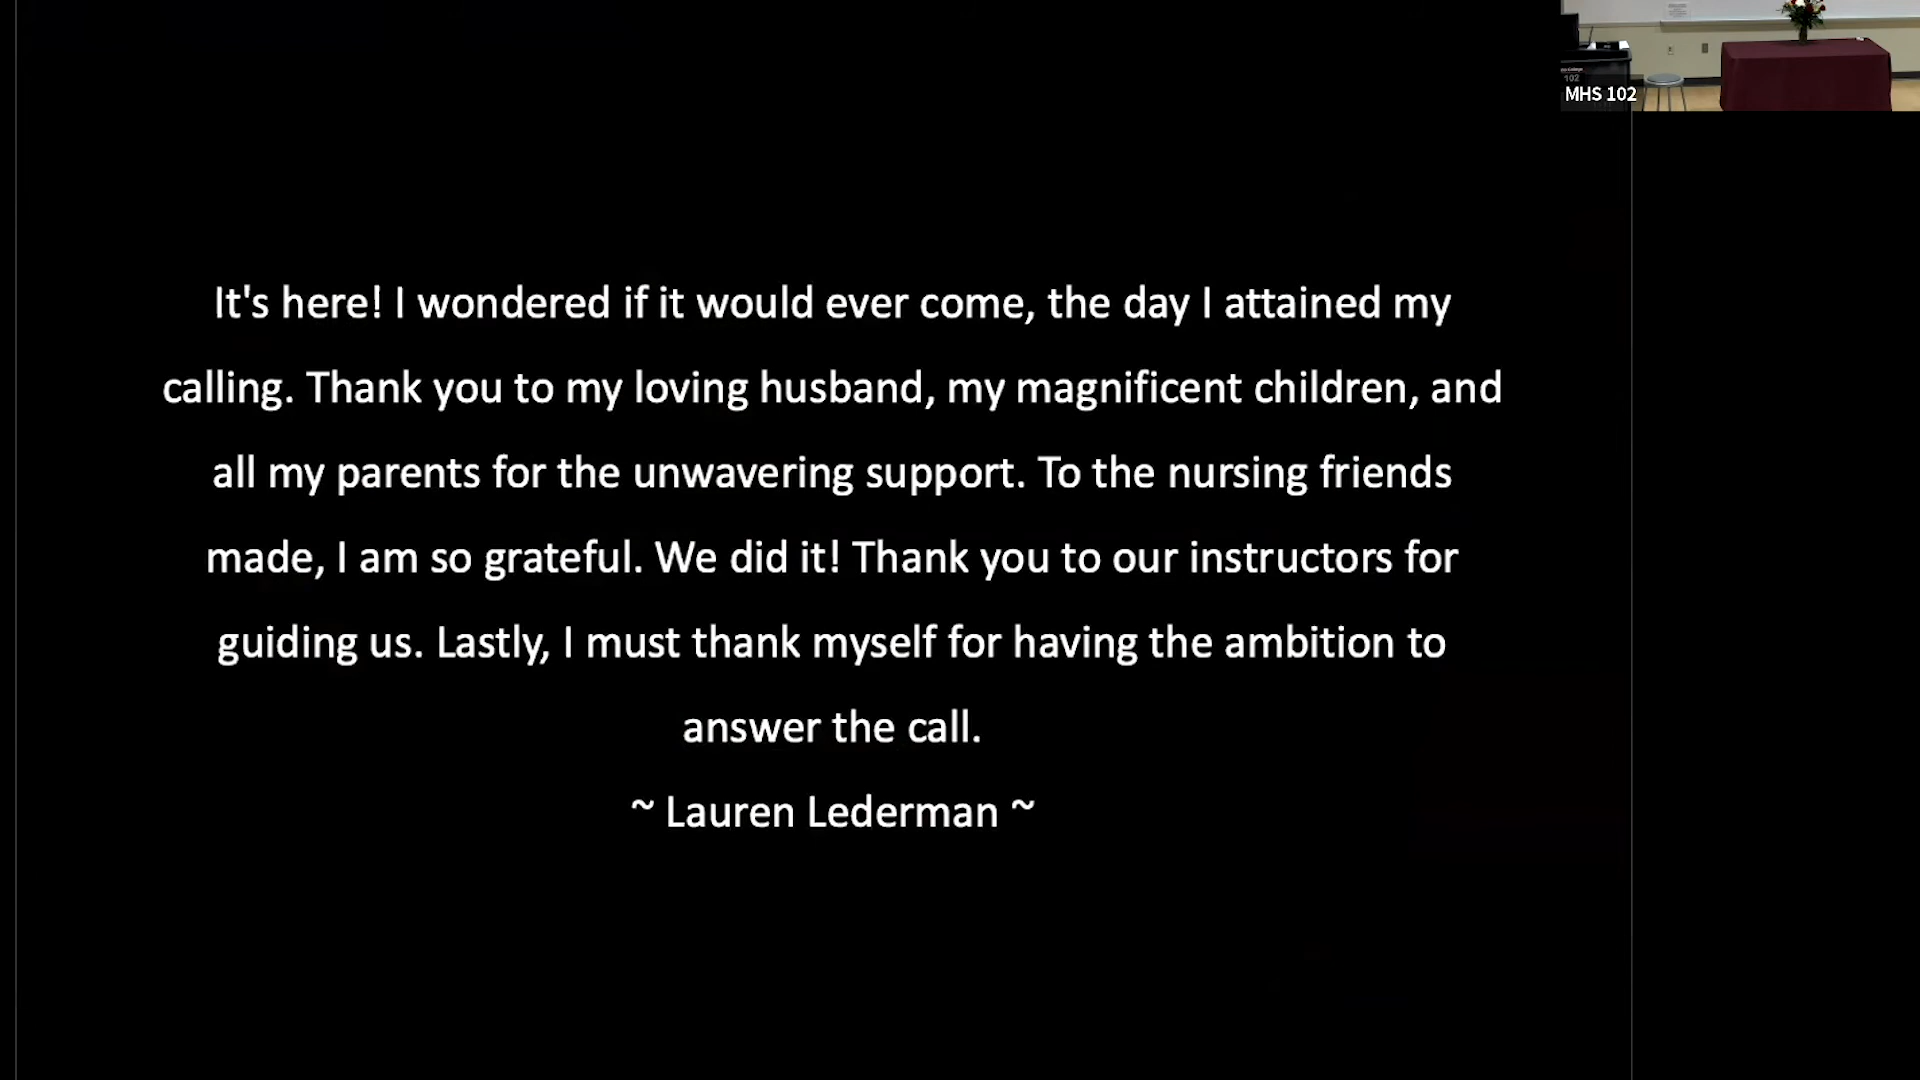 It's here! I wondered if it would ever come, the day I attained my
calling. Thank you to my loving husband, my magnificent children, and
all my parents for the unwavering support. To the nursing friends
made, I am so grateful. We did it! Thank you to our instructors for
guiding us. Lastly, I must thank myself for having the ambition to
answer the call.
~ Lauren Lederman ~
102
MHS 102